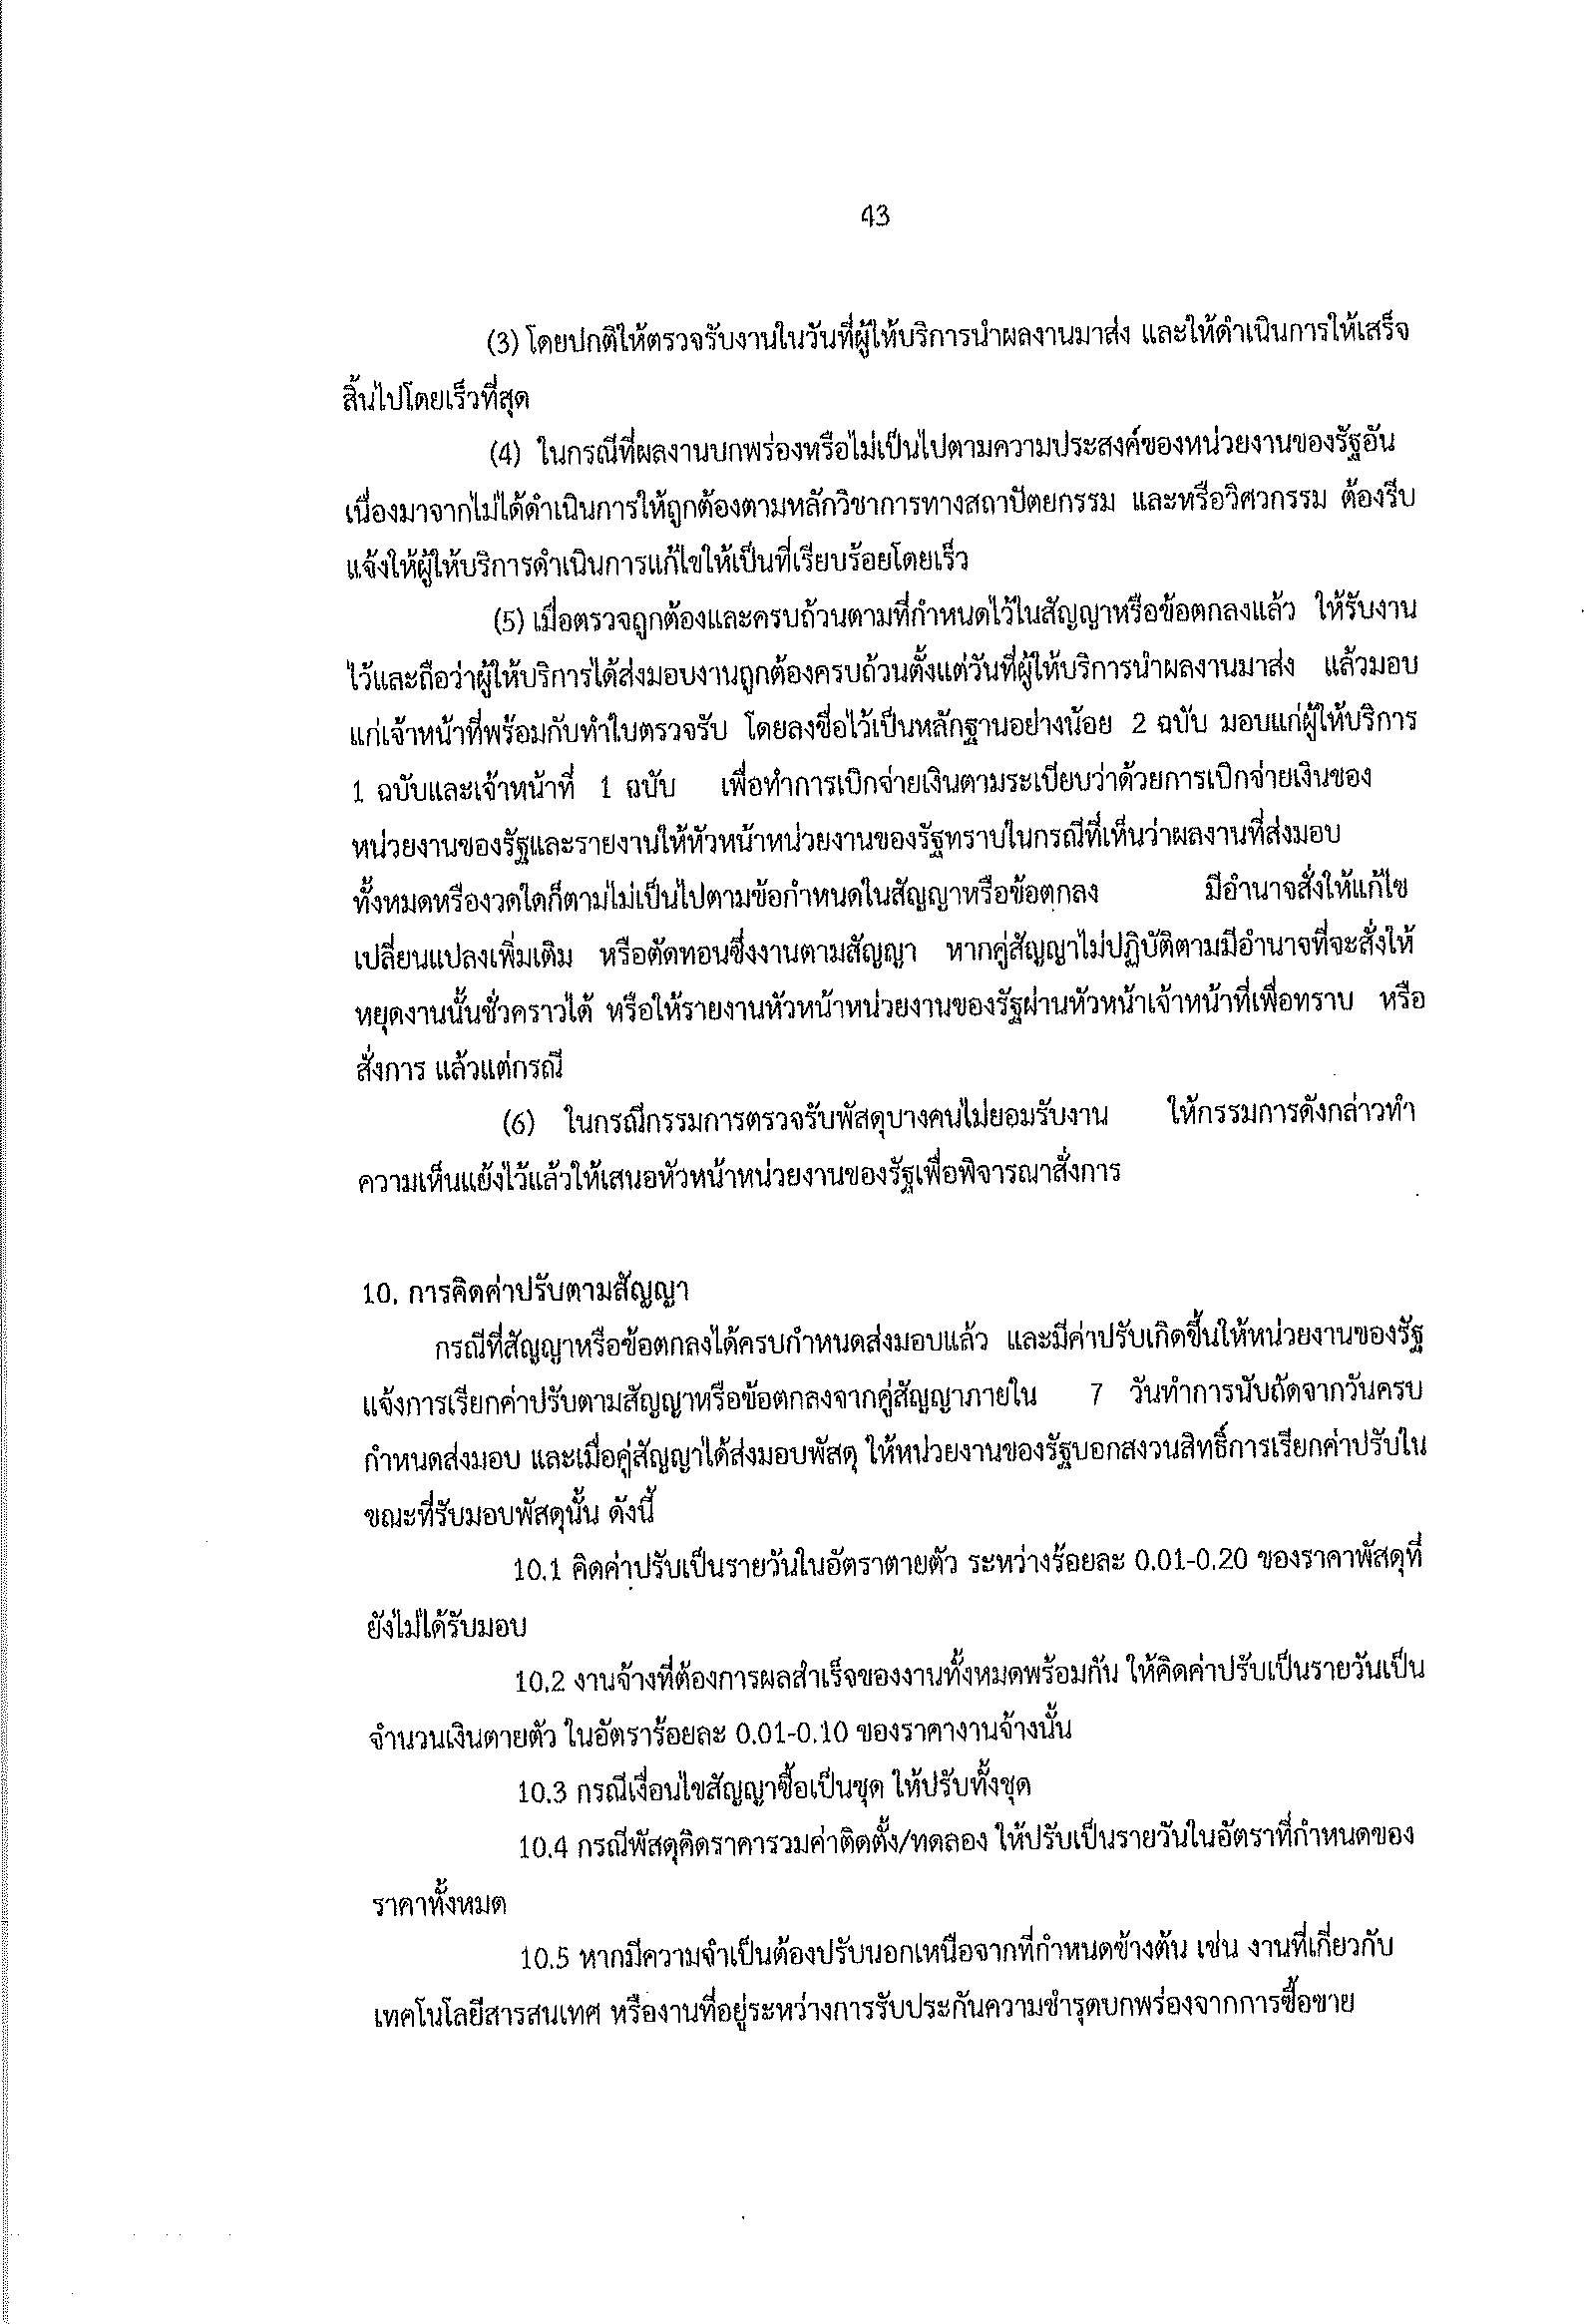 43
(3) โดยปกติให้ตรวจรับงานในวันที่ผู้ให้บริการนำผลงานมาส่ง และให้ดำเนินการให้เสร็จ
สิ้นไปโดยเร็วที่สุด
(4) ในกรณีที่ผลงานบกพร่องหรือไม่เป็นไปตามความประสงค์ของหน่วยงานของรัฐอัน
เนื่องมาจากไม่ได้ดำเนินการให้ถูกต้องตามหลักวิชาการทางสถาปัตยกรรม และหรือวิศวกรรม ต้องรีบ
แจ้งให้ผู้ให้บริการดำเนินการแก้ไขให้เป็นที่เรียบร้อยโดยเร็ว
(5) เมื่อตรวจถูกต้องและครบถ้วนตามที่กำหนดไว้ในสัญญาหรือข้อตกลงแล้ว ให้รับงาน
ไว้และถือว่าผู้ให้บริการได้ส่งมอบงานถูกต้องครบถ้วนตั้งแต่วันที่ผู้ให้บริการนำผลงานมาส่ง แล้วมอบ
แก่เจ้าหน้าที่พร้อมกับทำใบตรวจรับ โดยลงชื่อไว้เป็นหลักฐานอย่างน้อย 2 ฉบับ มอบแก่ผู้ให้บริการ
1 ฉบับและเจ้าหน้าที่ 1 ฉบับ เพื่อทำการเบิกจ่ายเงินตามระเบียบว่าด้วยการเบิกจ่ายเงินของ
หน่วยงานของรัฐและรายงานให้หัวหน้าหน่วยงานของรัฐทราบในกรณีที่เห็นว่าผลงานที่ส่งมอบ
ทั้งหมดหรืองวดใดก็ตามไม่เป็นไปตามข้อกำหนดในสัญญาหรือข้อตกลง มีอำนาจสั่งให้แก้ไข
เปลี่ยนแปลงเพิ่มเติม หรือตัดทอนซึ่งงานตามสัญญา หากคู่สัญญาไม่ปฏิบัติตามมีอำนาจที่จะสั่งให้
หยุดงานนั้นชั่วคราวได้ หรือให้รายงานหัวหน้าหน่วยงานของรัฐผ่านหัวหน้าเจ้าหน้าที่เพื่อทราบ หรือ
สั่งการ แล้วแต่กรณี
(6) ในกรณีกรรมการตรวจรับพัสดุบางคนไม่ยอมรับงาน ให้กรรมการดังกล่าวทำ
ความเห็นแย้งไว้แล้วให้เสนอหัวหน้าหน่วยงานของรัฐเพื่อพิจารณาสั่งการ
10. การคิดค่าปรับตามสัญญา
กรณีที่สัญญาหรือข้อตกลงได้ครบกำหนดส่งมอบแล้ว และมีค่าปรับเกิดขึ้นให้หน่วยงานของรัฐ
แจ้งการเรียกค่าปรับตามสัญญาหรือข้อตกลงจากคู่สัญญาภายใน 7 วันทำการนับถัดจากวันครบ
กำหนดส่งมอบ และเมื่อคู่สัญญาได้ส่งมอบพัสดุ ให้หน่วยงานของรัฐบอกสงวนสิทธิ์การเรียกค่าปรับใน
ขณะที่รับมอบพัสดุนั้น ดังนี้
10.1 คิดค่าปรับเป็นรายวันในอัตราตายตัว ระหว่างร้อยละ 0.01-0.20 ของราคาพัสดุที่
ยังไม่ได้รับมอบ
10.2 งานจ้างที่ต้องการผลสำเร็จของงานทั้งหมดพร้อมกัน ให้คิดค่าปรับเป็นรายวันเป็น
จำนวนเงินตายตัว ในอัตราร้อยละ 0.01-0.10 ของราคางานจ้างนั้น
10.3 กรณีเงื่อนไขสัญญาซื้อเป็นชุด ให้ปรับทั้งชุด
10.4 กรณีพัสดุคิดราคารวมค่าติดตั้ง/ทดลอง ให้ปรับเป็นรายวันในอัตราที่กำหนดของ
ราคาทั้งหมด
10.5 หากมีความจำเป็นต้องปรับนอกเหนือจากที่กำหนดข้างต้น เช่น งานที่เกี่ยวกับ
เทคโนโลยีสารสนเทศ หรืองานที่อยู่ระหว่างการรับประกันความชำรุดบกพร่องจากการซื้อขาย